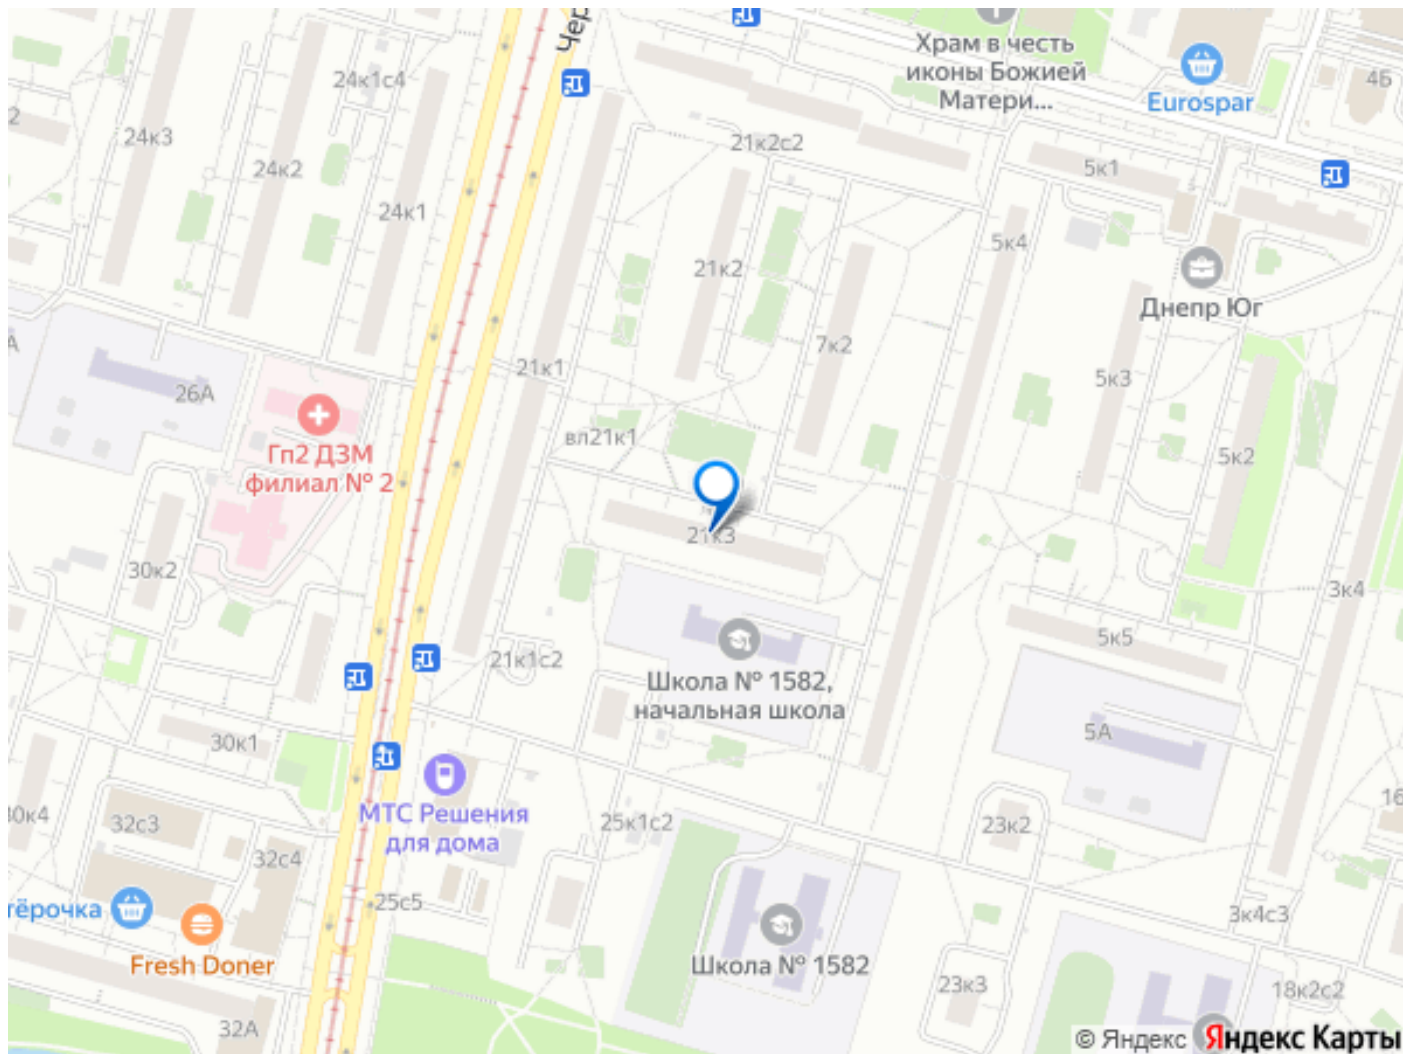 Чер
Храм в честь
иконы Божией
Матери...
Eurospar
4Б
24к1с4
2
24к3
24к2
21к2с2
5к1
24к1
5к4
21к2
Днепр Юг
А
7к2
21к1
5к3
26А
вл21к1
Гп2 ДЗМ
филиал № 2
5к2
21к3
30к2
3к4
5к5
21к1с2
Школа № 1582,
начальная школа
5А
30к1
16
30к4
32с3
МТС Решения
для дома
25к1с2
23к2
32с4
25с5
тёрочка
3к4с3
Fresh Doner
Школа № 1582
23к3
18к2с2
32А
© Яндекс Яндекс Карты